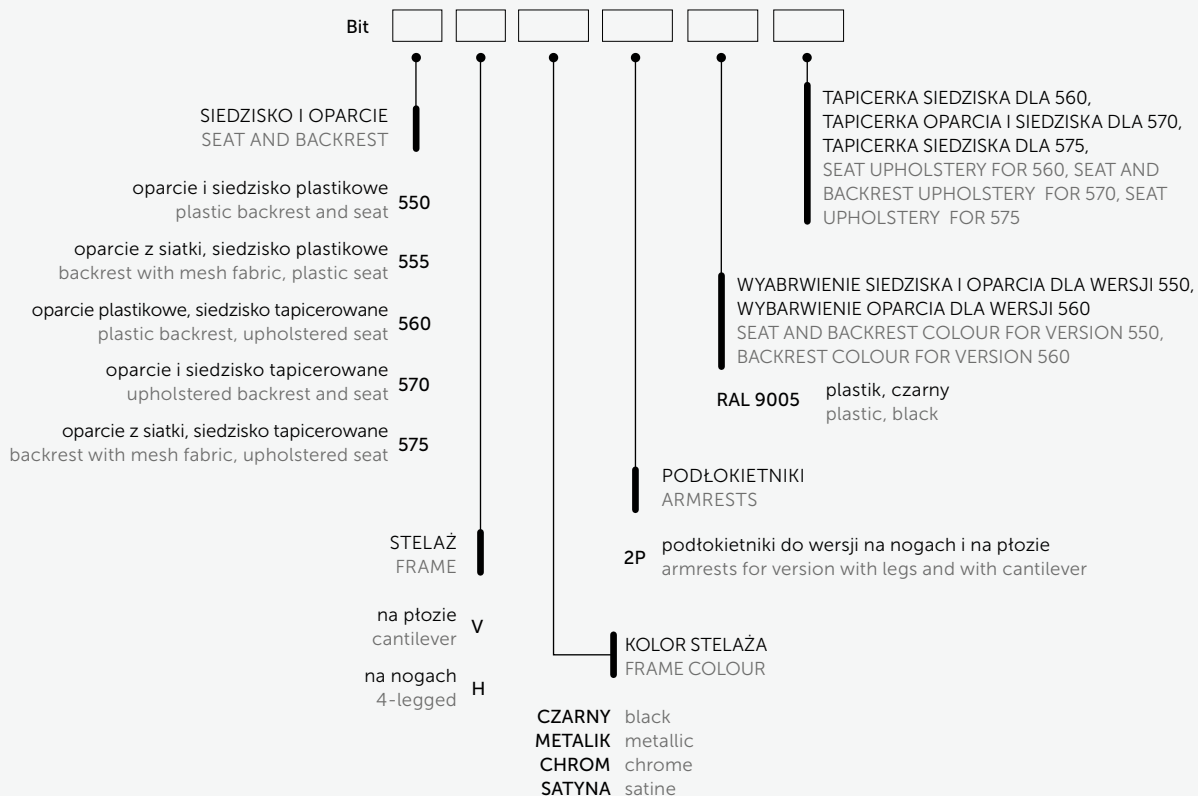 Bit
SIEDZISKO I OPARCIE
SEAT AND BACKREST
oparcie i siedzisko plastikowe
plastic backrest and seat
550
oparcie z siatki, siedzisko plastikowe
backrest with mesh fabric, plastic seat
555
oparcie plastikowe, siedzisko tapicerowane
plastic backrest, upholstered seat
560
oparcie i siedzisko tapicerowane
upholstered backrest and seat
570
oparcie z siatki, siedzisko tapicerowane
backrest with mesh fabric, upholstered seat
575
STELAŻ
FRAME
na płozie
cantilever
V
na nogach
4-legged
H
KOLOR STELAŻA
FRAME COLOUR
CZARNY black
METALIK metallic
CHROM chrome
SATYNA satine
PODŁOKIETNIKI
ARMRESTS
2P
podłokietniki do wersji na nogach i na płozie
armrests for version with legs and with cantilever
WYABRWIENIE SIEDZISKA I OPARCIA DLA WERSJI 550,
WYBARWIENIE OPARCIA DLA WERSJI 560
SEAT AND BACKREST COLOUR FOR VERSION 550,
BACKREST COLOUR FOR VERSION 560
RAL 9005
plastik, czarny
plastic, black
TAPICERKA SIEDZISKA DLA 560,
TAPICERKA OPARCIA I SIEDZISKA DLA 570,
TAPICERKA SIEDZISKA DLA 575,
SEAT UPHOLSTERY FOR 560, SEAT AND
BACKREST UPHOLSTERY FOR 570, SEAT
UPHOLSTERY FOR 575